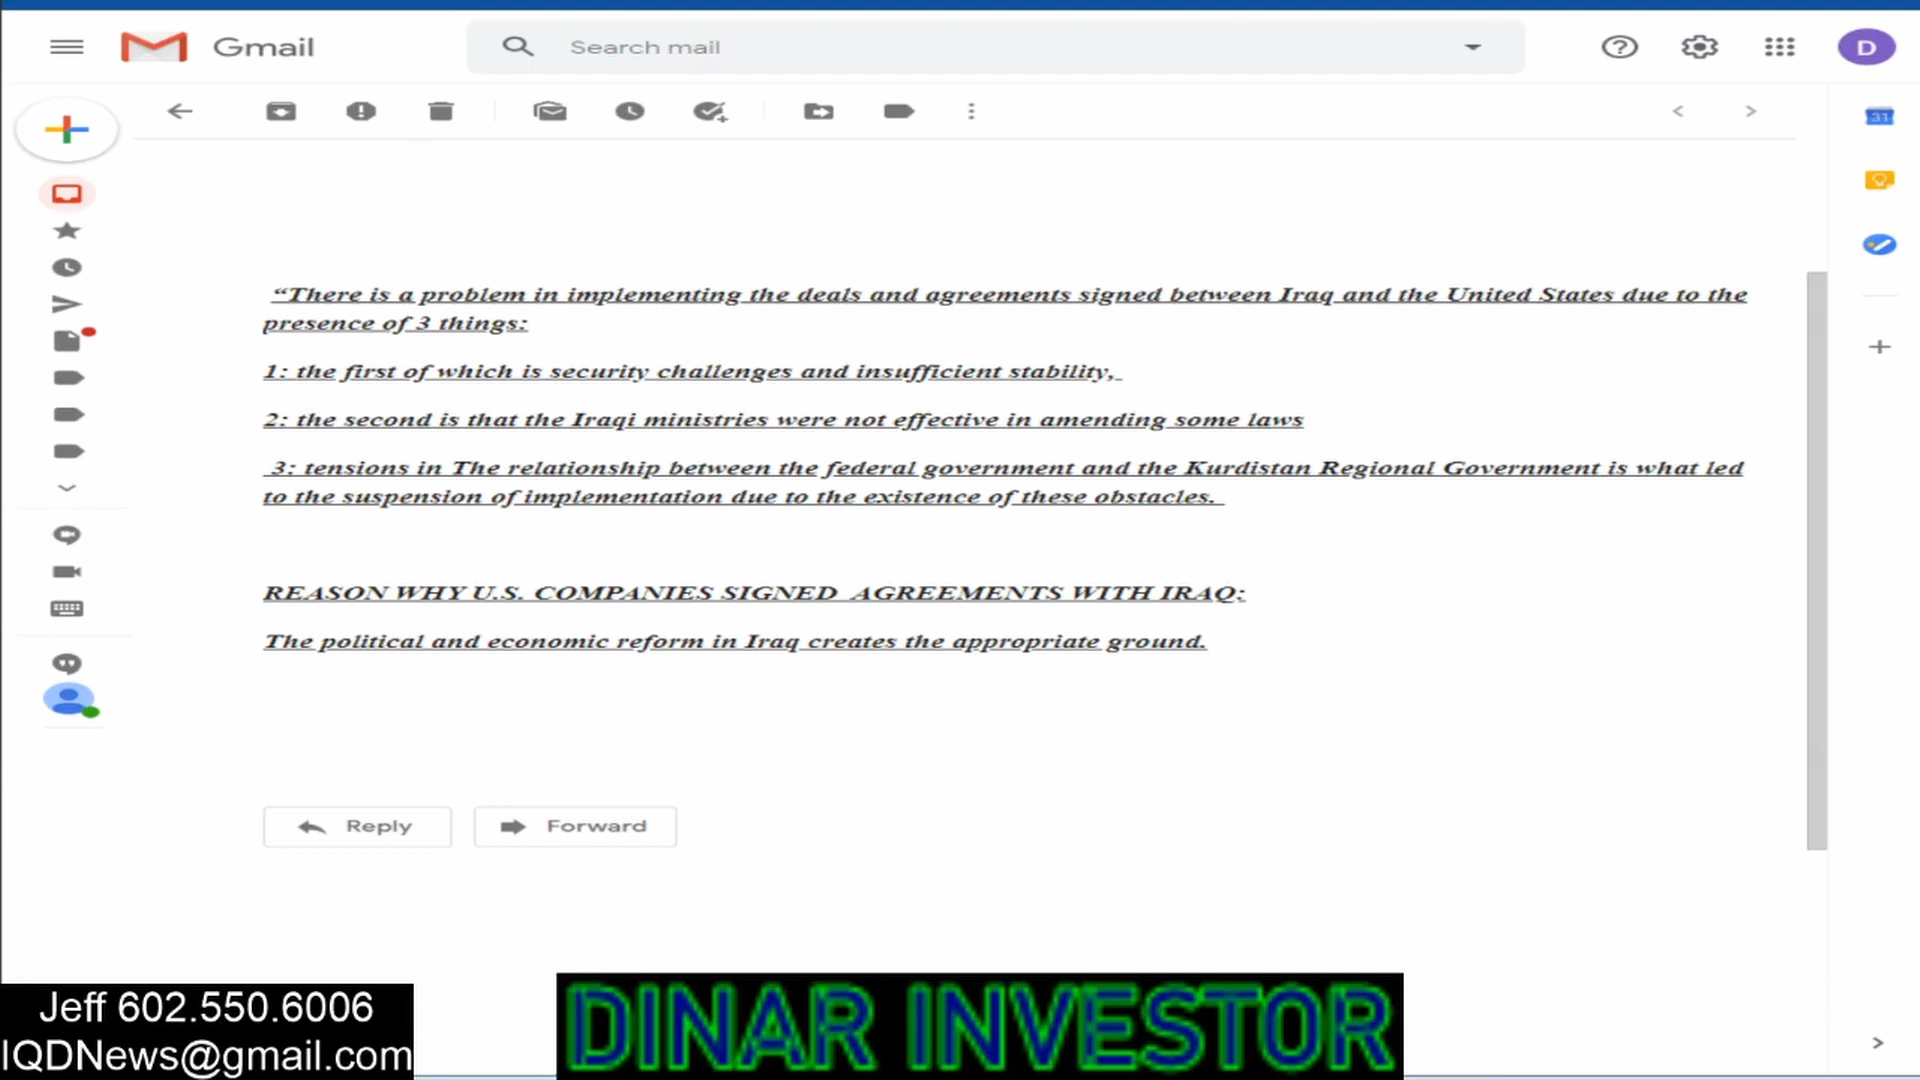 Gmail
Search mail
D
31
“There is a problem in implementing the deals and agreements signed between Iraq and the United States due to the
presence of 3 things:
1: the first of which is security challenges and insufficient stability,
2: the second is that the Iraqi ministries were not effective in amending some laws
3: tensions in The relationship between the federal government and the Kurdistan Regional Government is what led
to the suspension of implementation due to the existence of these obstacles.
REASON WHY U.S. COMPANIES SIGNED  AGREEMENTS WITH IRAQ:
The political and economic reform in Iraq creates the appropriate ground.
Reply
Forward
Jeff 602.550.6006
IQDNews@gmail.com
DINAR INVESTOR